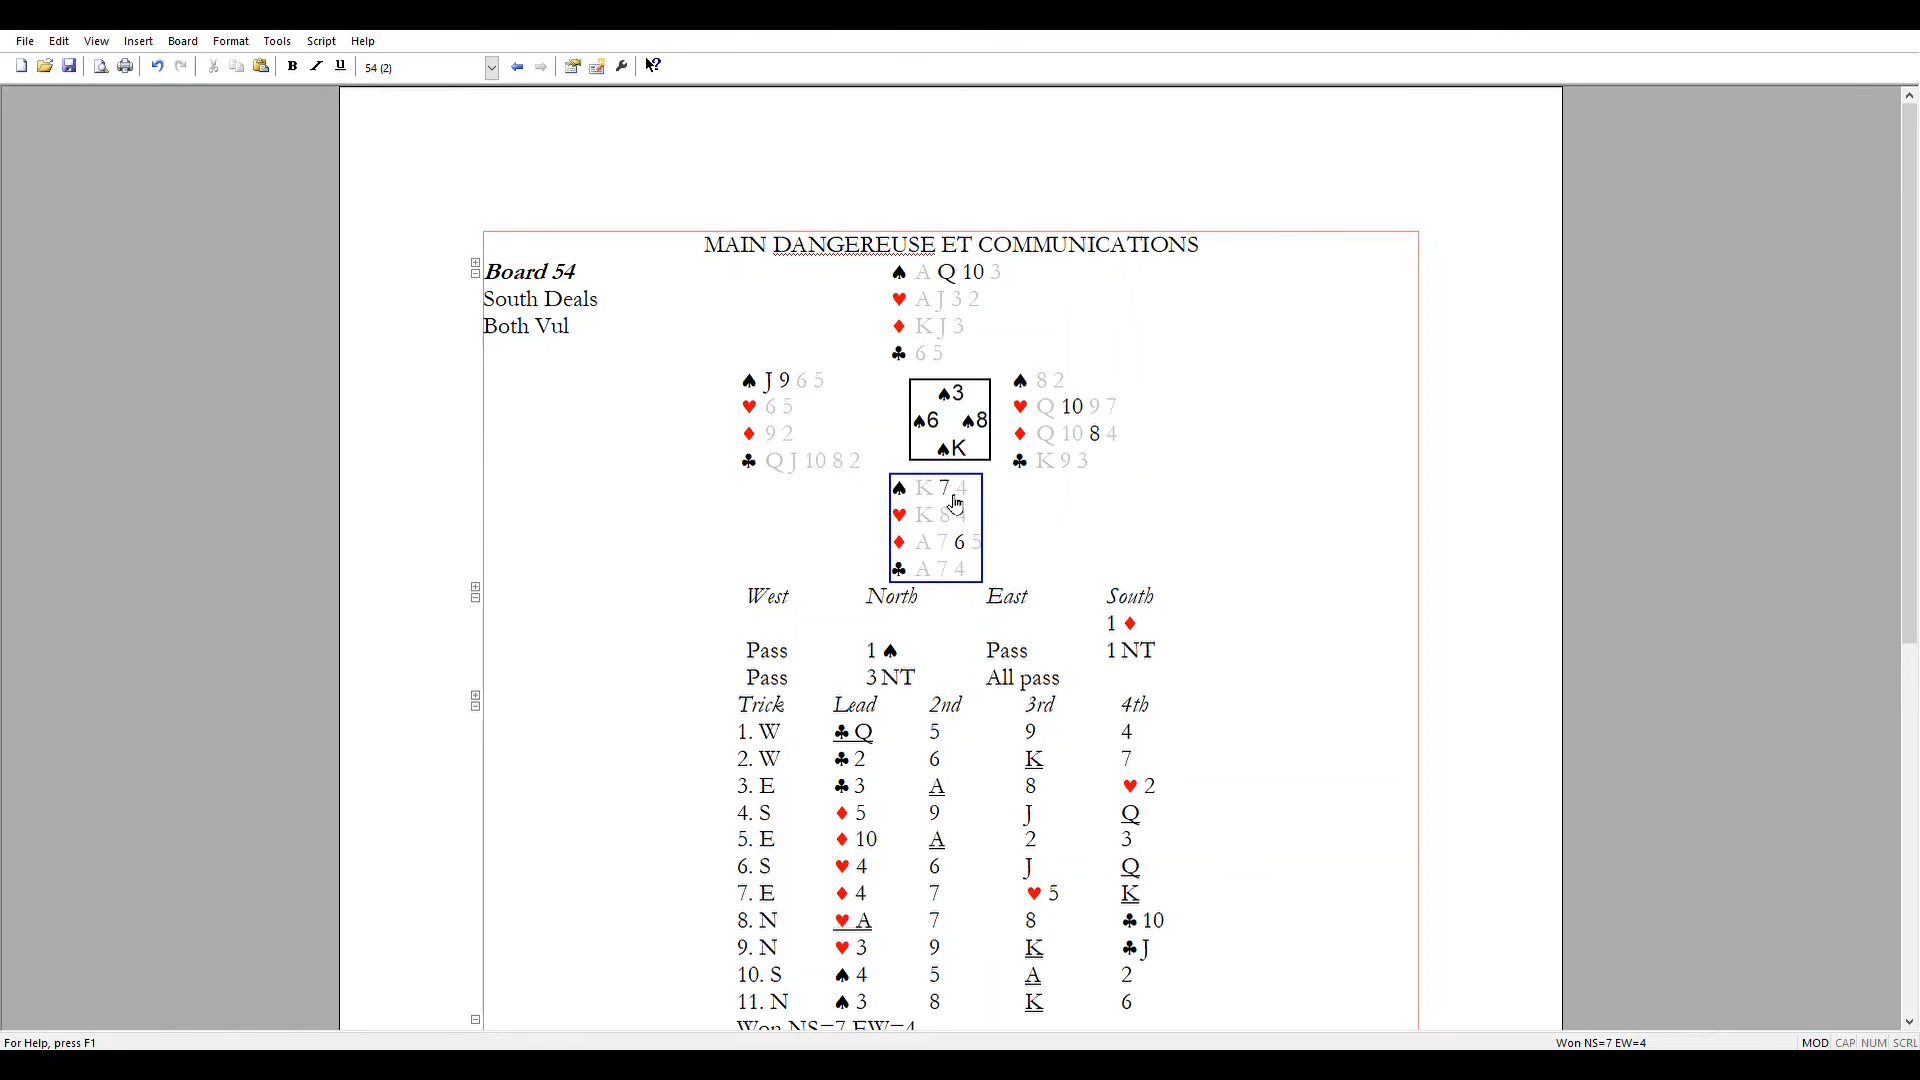 File Edit View Insert Board Format Tools Script Help
B I U 54 (2)
MAIN DANGEREUSE ET COMMUNICATIONS
Board 54
South Deals
Both Vul
♠ A Q 10 3
♥ A J 3 2
♦ K J 3
♣ 6 5
♠ J 9 6 5
♥ 6 5
♦ 9 2
♣ Q J 10 8 2
♠3
♠6 ♠8
♠K
♠ 8 2
♥ Q 10 9 7
♦ Q 10 8 4
♣ K 9 3
♠ K 7 4
♥ K 8 4
♦ A 7 6 5
♣ A 7 4
West North East South
1 ♦
Pass 1 ♠ Pass 1 NT
Pass 3 NT All pass
Trick Lead 2nd 3rd 4th
1. W ♣ Q 5 9 4
2. W ♣ 2 6 K 7
3. E ♣ 3 A 8 ♥ 2
4. S ♦ 5 9 J Q
5. E ♦ 10 A 2 3
6. S ♥ 4 6 J Q
7. E ♦ 4 7 ♥ 5 K
8. N ♥ A 7 8 ♣ 10
9. N ♥ 3 9 K ♣ J
10. S ♠ 4 5 A 2
11. N ♠ 3 8 K 6
Won NS=7 EW=4
For Help, press F1
Won NS=7 EW=4
MOD CAP NUM SCRL